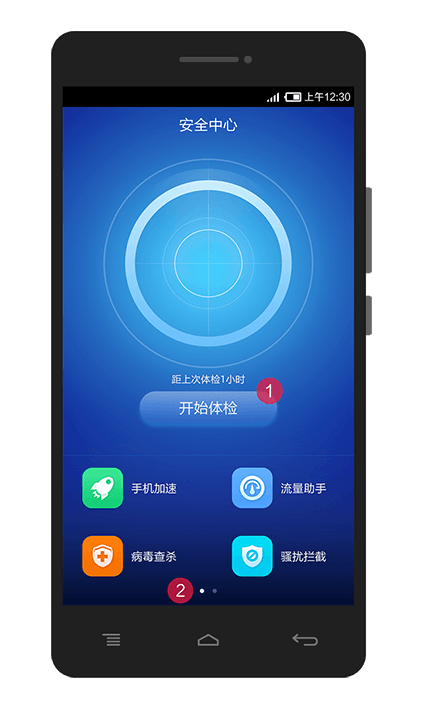 上午12:30
安全中心
距上次体检1小时
开始体检
1
手机加速
流量助手
病毒查杀
骚扰拦截
2